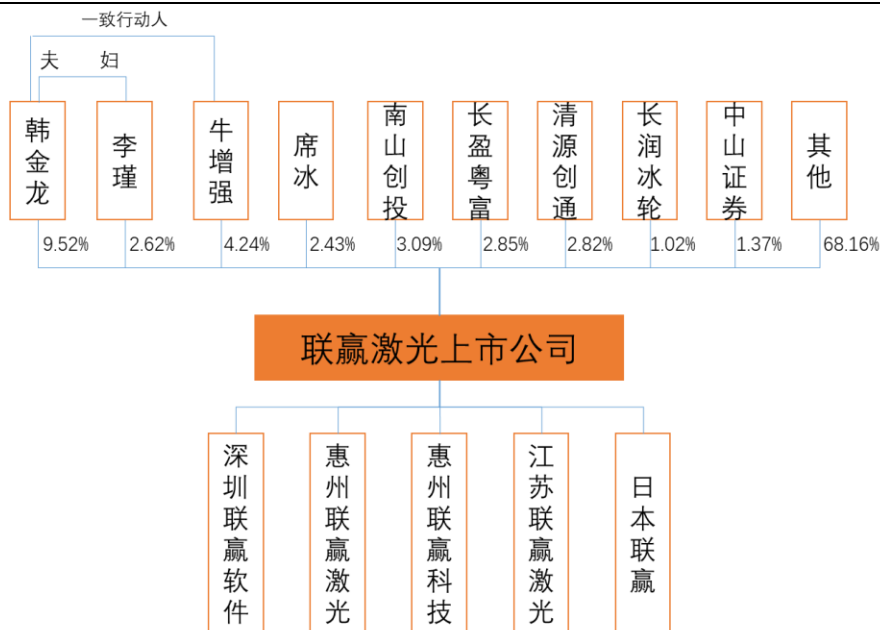 一致行动人
夫 妇
韩金龙
李瑾
牛增强
席冰
南山创投
长盈粤富
清源创通
长润冰轮
中山证券
其他
9.52%
2.62%
4.24%
2.43%
3.09%
2.85%
2.82%
1.02%
1.37%
68.16%
联赢激光上市公司
深圳联赢软件
惠州联赢激光
惠州联赢科技
江苏联赢激光
日本联赢